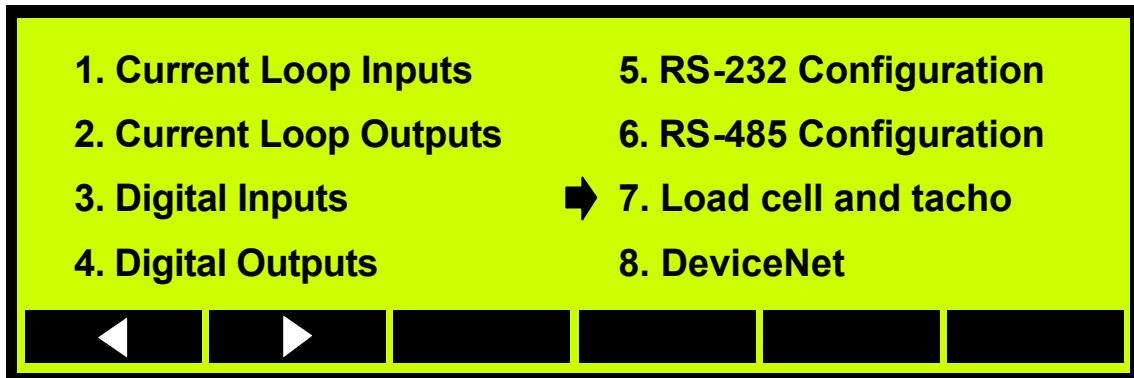 1. Current Loop Inputs
2. Current Loop Outputs
3. Digital Inputs
4. Digital Outputs
5. RS-232 Configuration
6. RS-485 Configuration
7. Load cell and tacho
8. DeviceNet